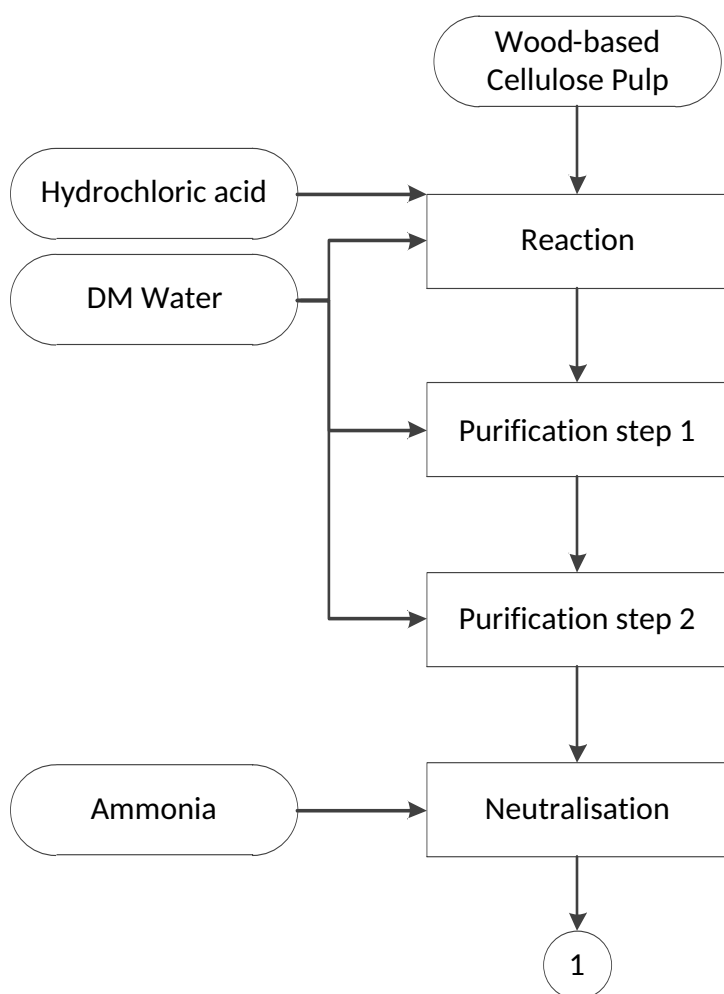 Wood-based
Cellulose Pulp
Hydrochloric acid
Reaction
DM Water
Purification step 1
Purification step 2
Ammonia
Neutralisation
1